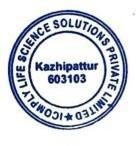 ICOMPLY LIFE SCIENCE SOLUTIONS PRIVATE LIMITED ★
Kazhipattur
603103